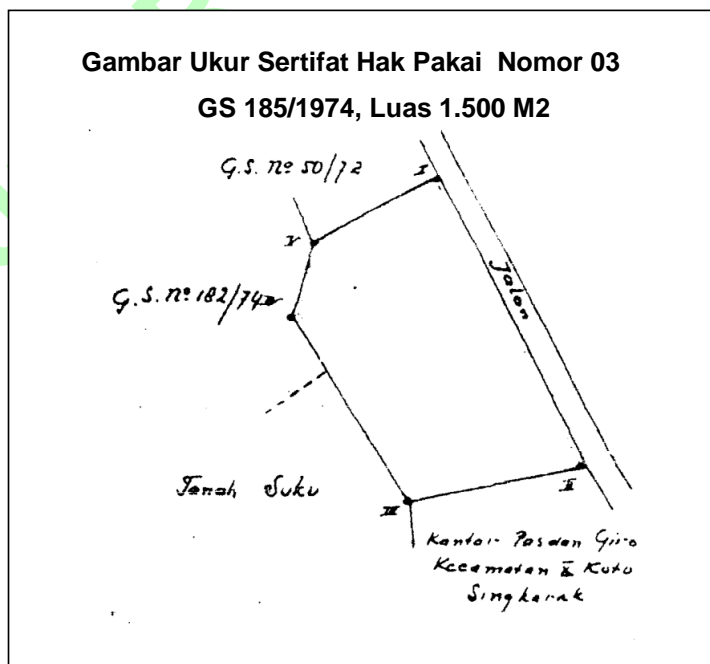 Gambar Ukur Sertifat Hak Pakai Nomor 03
GS 185/1974, Luas 1.500 M2
G.S. no 50/72
I
V
Jalan
G.S. no 182/74
IV
Tanah Suku
III
II
Kantor Pos dan Giro
Kecamatan X Koto
Singkarak